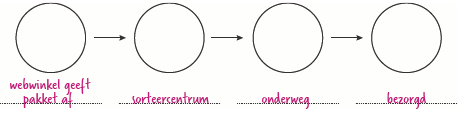 webwinkel geeft
pakket af
sorteercentrum
onderweg
bezorgd